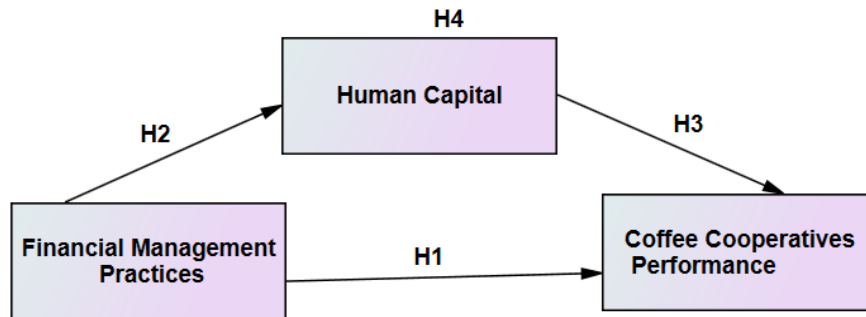 H4
Human Capital
H2
H3
Financial Management
Practices
H1
Coffee Cooperatives
Performance